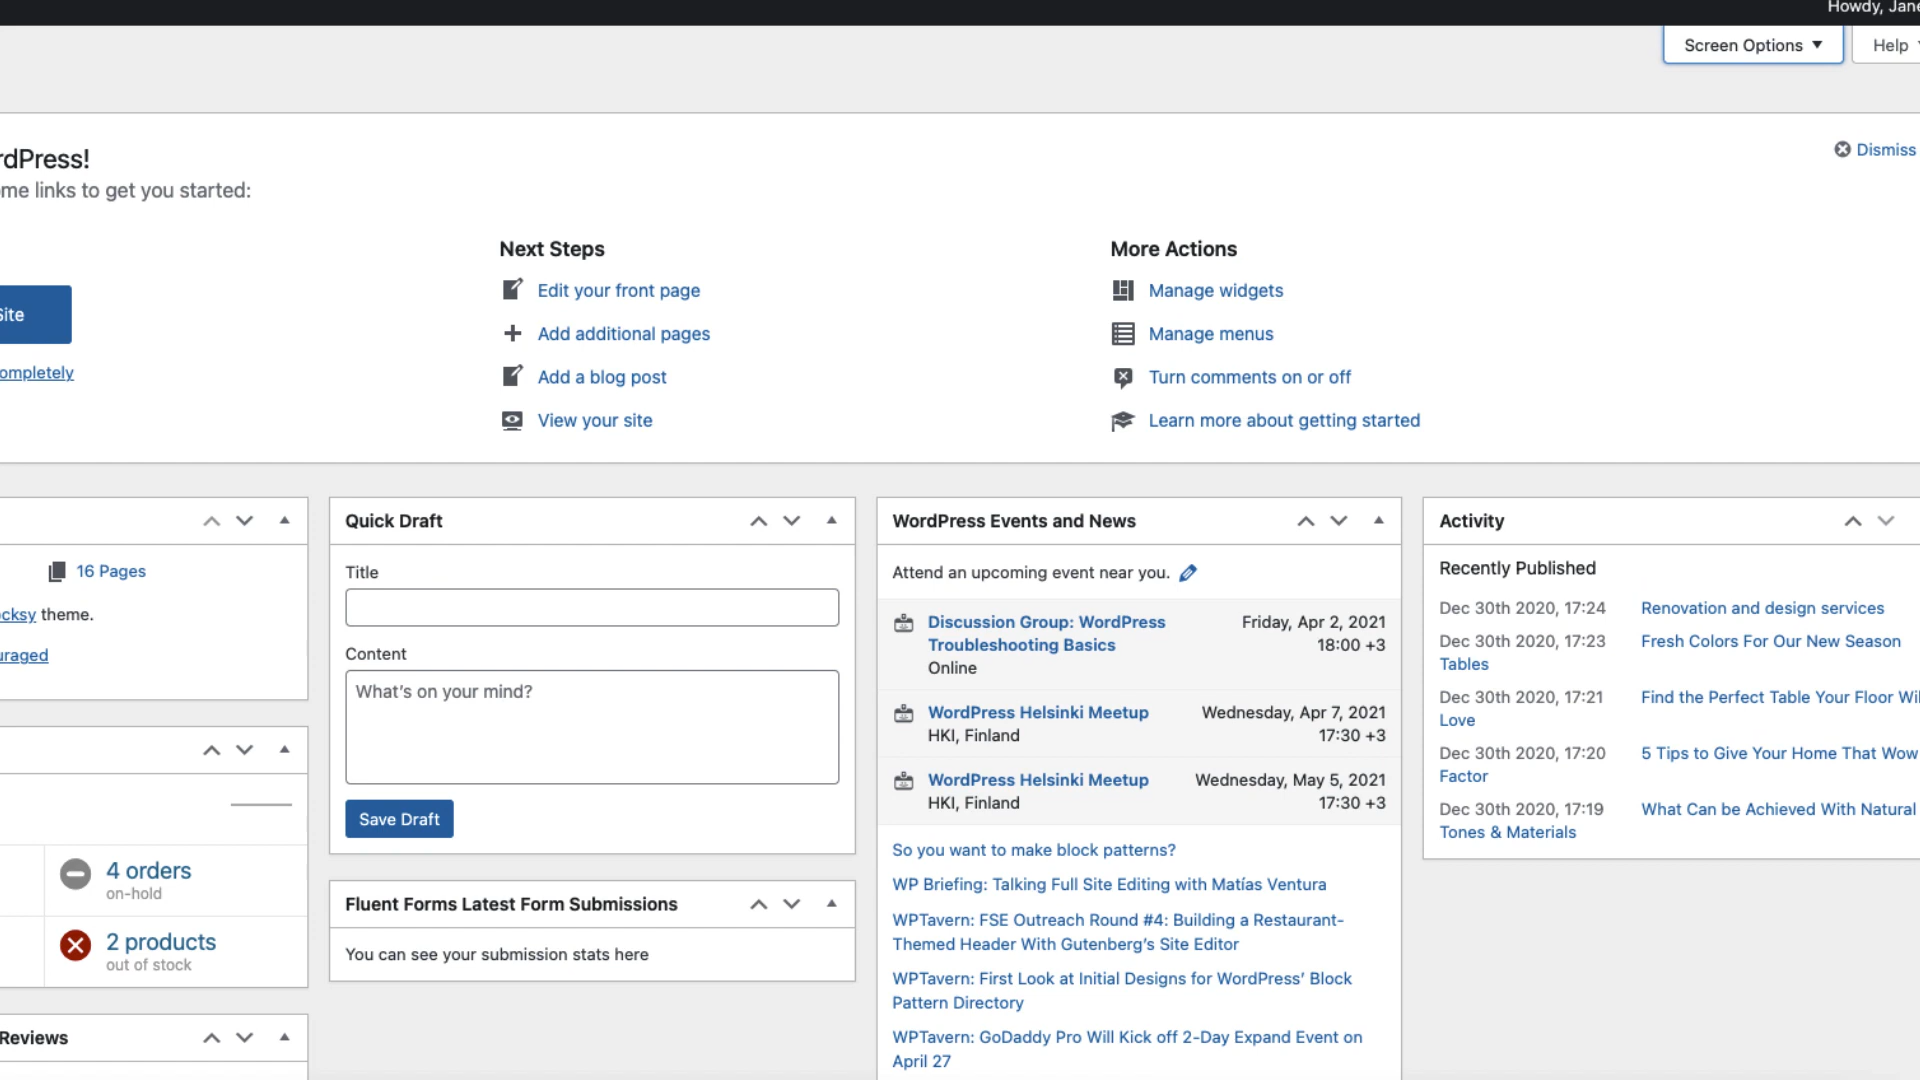 Howdy, Jane
Screen Options
Help
rdPress!
me links to get you started:
Dismiss
Site
ompletely
Next Steps
Edit your front page
Add additional pages
Add a blog post
View your site
More Actions
Manage widgets
Manage menus
Turn comments on or off
Learn more about getting started
16 Pages
cksy theme.
uraged
4 orders
on-hold
2 products
out of stock
Reviews
Quick Draft
Title
Content
What's on your mind?
Save Draft
Fluent Forms Latest Form Submissions
You can see your submission stats here
WordPress Events and News
Attend an upcoming event near you.
Discussion Group: WordPress Friday, Apr 2, 2021
Troubleshooting Basics 18:00 +3
Online
WordPress Helsinki Meetup Wednesday, Apr 7, 2021
HKI, Finland 17:30 +3
WordPress Helsinki Meetup Wednesday, May 5, 2021
HKI, Finland 17:30 +3
So you want to make block patterns?
WP Briefing: Talking Full Site Editing with Matías Ventura
WPTavern: FSE Outreach Round #4: Building a Restaurant-
Themed Header With Gutenberg’s Site Editor
WPTavern: First Look at Initial Designs for WordPress’ Block
Pattern Directory
WPTavern: GoDaddy Pro Will Kick off 2-Day Expand Event on
April 27
Activity
Recently Published
Dec 30th 2020, 17:24 Renovation and design services
Dec 30th 2020, 17:23 Fresh Colors For Our New Season
Tables
Dec 30th 2020, 17:21 Find the Perfect Table Your Floor Wil
Love
Dec 30th 2020, 17:20 5 Tips to Give Your Home That Wow
Factor
Dec 30th 2020, 17:19 What Can be Achieved With Natural
Tones & Materials